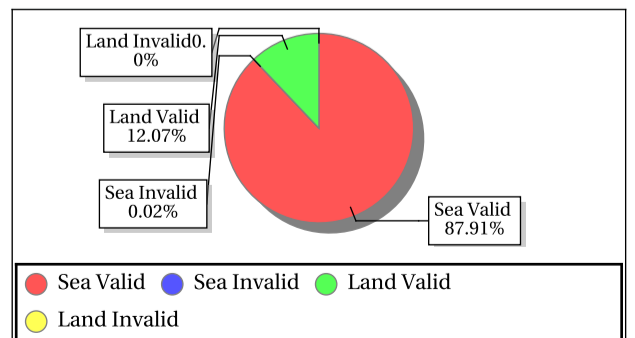 Land Invalid0.
0%
Land Valid
12.07%
Sea Invalid
0.02%
Sea Valid
87.91%
Sea Valid
Sea Invalid
Land Valid
Land Invalid